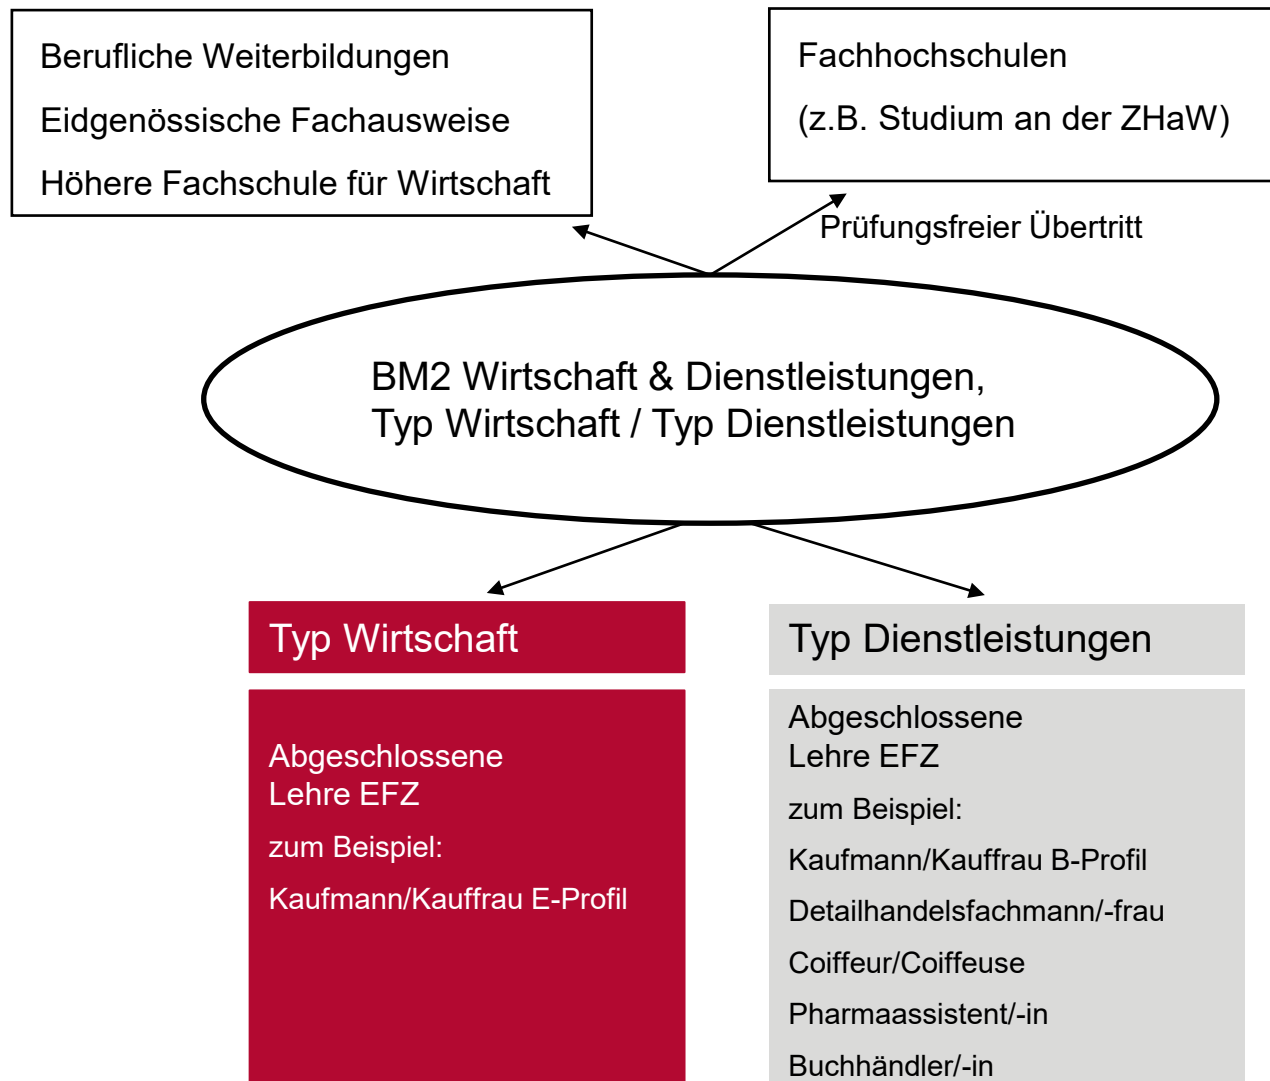 Berufliche Weiterbildungen
Eidgenössische Fachausweise
Höhere Fachschule für Wirtschaft
Fachhochschulen
(z.B. Studium an der ZHaW)
Prüfungsfreier Übertritt
BM2 Wirtschaft & Dienstleistungen,
Typ Wirtschaft / Typ Dienstleistungen
Typ Wirtschaft
Abgeschlossene
Lehre EFZ
zum Beispiel:
Kaufmann/Kauffrau E-Profil
Typ Dienstleistungen
Abgeschlossene
Lehre EFZ
zum Beispiel:
Kaufmann/Kauffrau B-Profil
Detailhandelsfachmann/-frau
Coiffeur/Coiffeuse
Pharmaassistent/-in
Buchhändler/-in